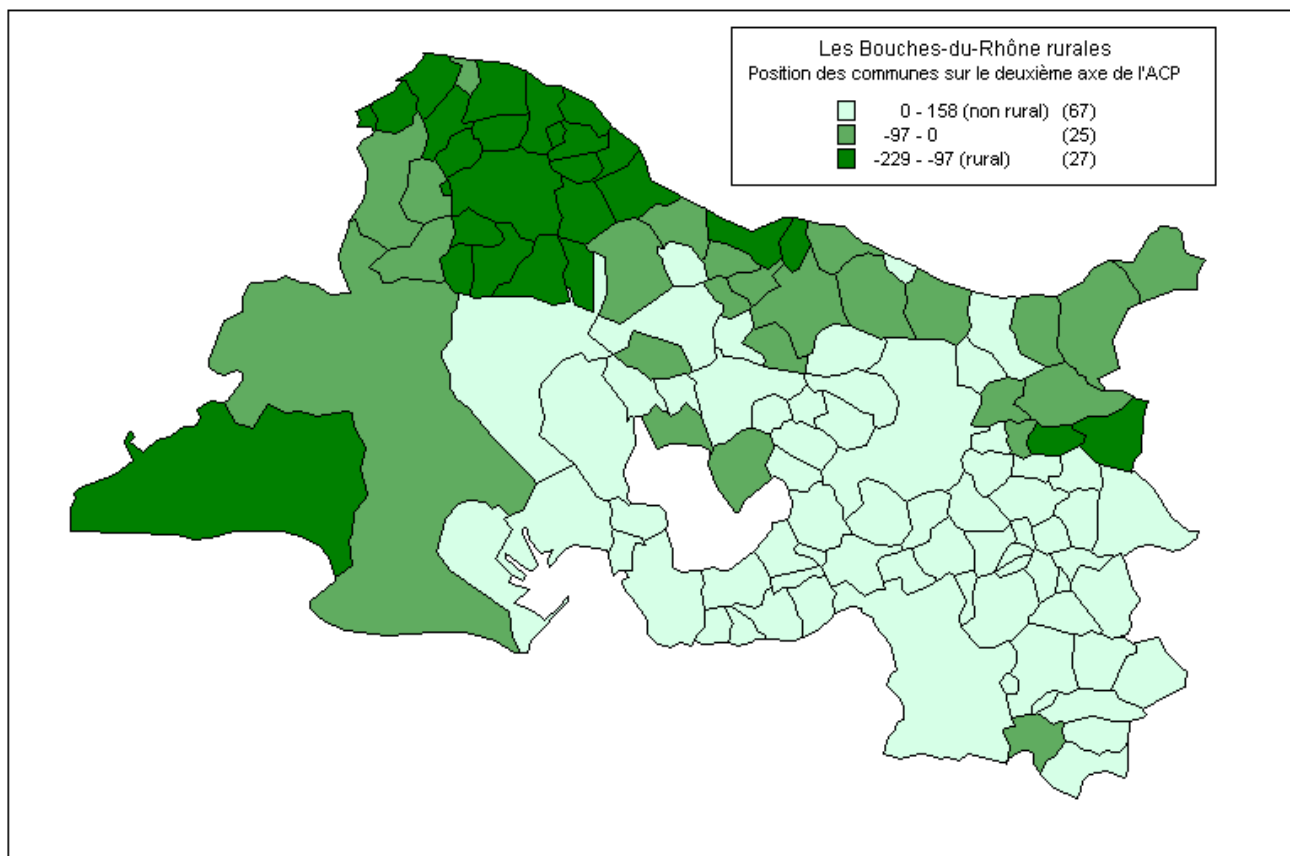 Les Bouches-du-Rhône rurales
Position des communes sur le deuxième axe de l'ACP
0 - 158 (non rural) (67)
-97 - 0 (25)
-229 - -97 (rural) (27)